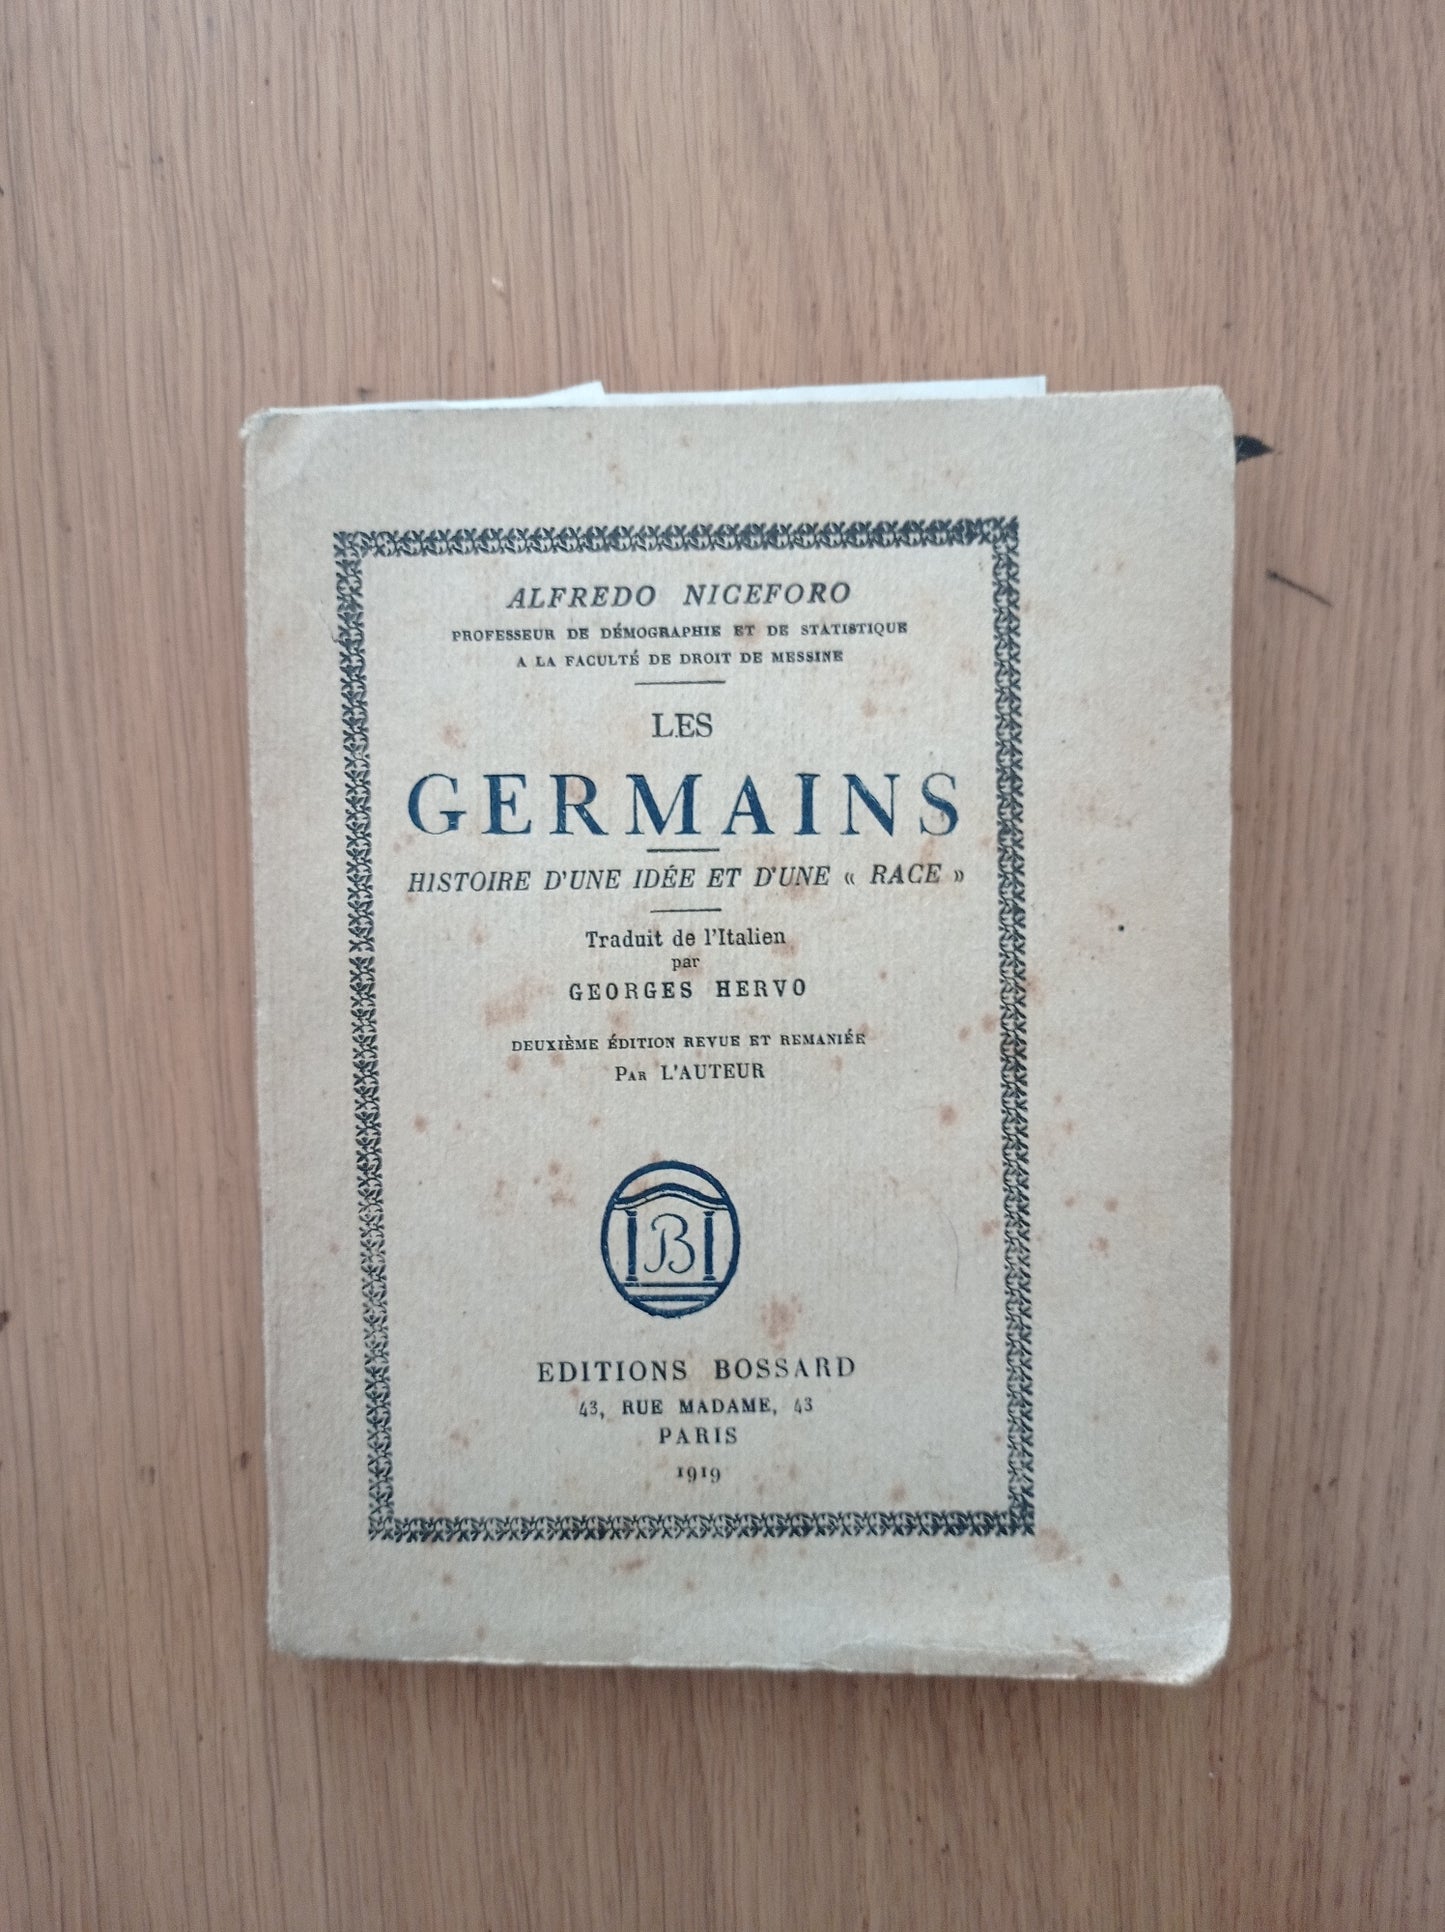 ALFREDO NICEFORO
PROFESSEUR DE DÉMOGRAPHIE ET DE STATISTIQUE
A LA FACULTÉ DE DROIT DE MESSINE
LES
GERMAINS
HISTOIRE D'UNE IDÉE ET D'UNE « RACE »
Traduit de l'Italien
par
GEORGES HERVO
DEUXIÈME ÉDITION REVUE ET REMANIÉE
PAR L'AUTEUR
B
EDITIONS BOSSARD
43, RUE MADAME, 43
PARIS
1919